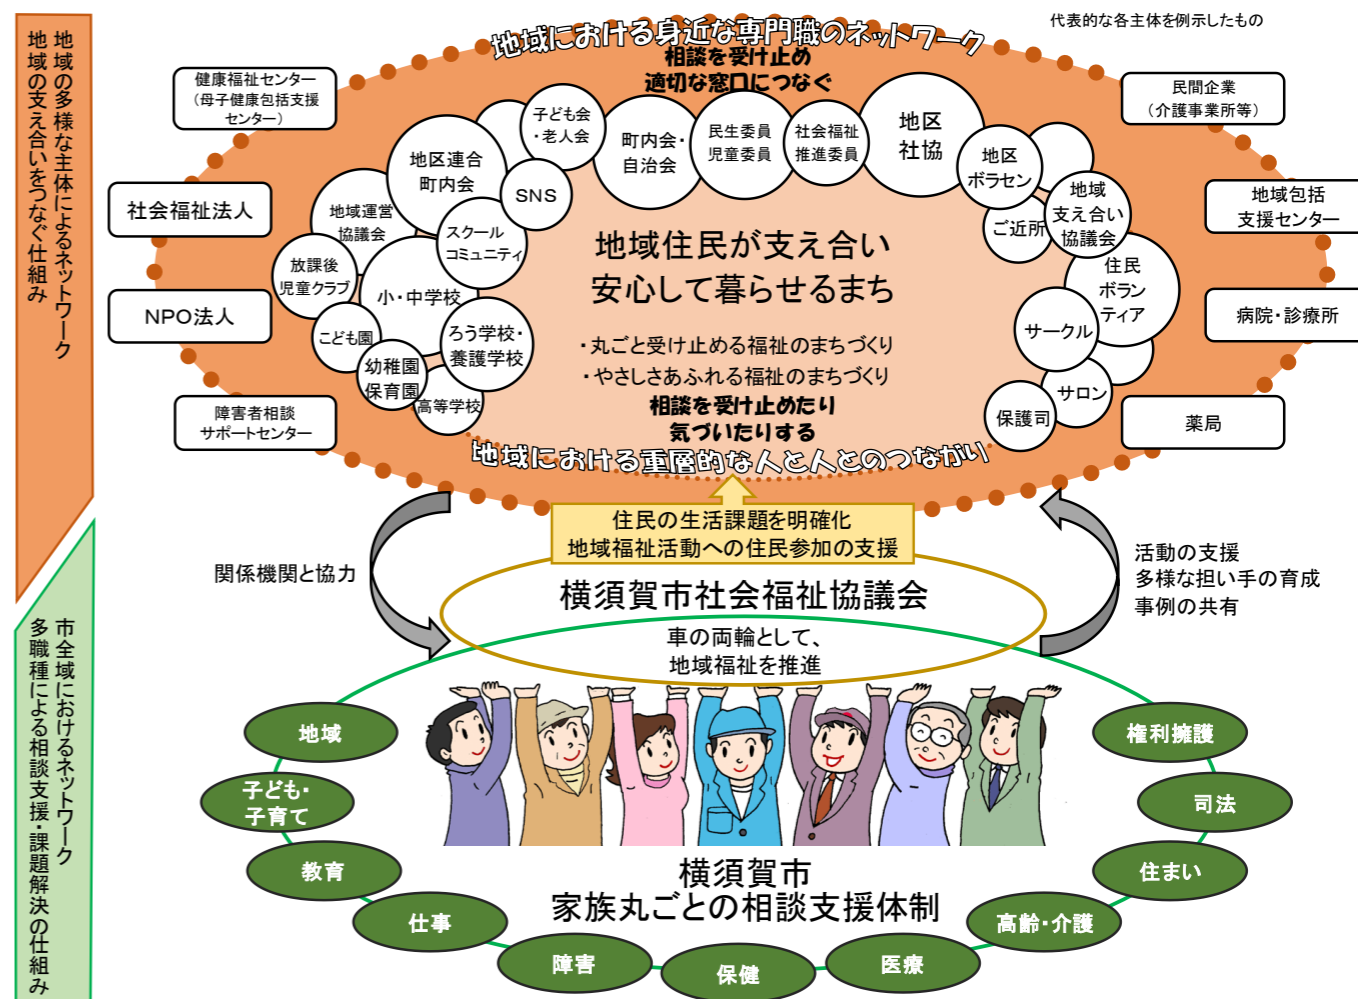 代表的な各主体を例示したもの
地域の多様な主体によるネットワーク
地域の支え合いをつなぐ仕組み
地域における身近な専門職のネットワーク
相談を受け止め
適切な窓口につなぐ
健康福祉センター
（母子健康包括支援
センター）
社会福祉法人
NPO法人
障害者相談
サポートセンター
民間企業
（介護事業所等）
地域包括
支援センター
病院・診療所
薬局
子ども会
・老人会
町内会・
自治会
民生委員
児童委員
社会福祉
推進委員
地区
社協
地区
ボラセン
地区連合
町内会
SNS
地域運営
協議会
スクール
コミュニティ
放課後
児童クラブ
小・中学校
こども園
ろう学校・
養護学校
幼稚園
保育園
高等学校
ご近所
地域
支え合い
協議会
住民
ボラン
ティア
サークル
サロン
保護司
地域住民が支え合い
安心して暮らせるまち
・丸ごと受け止める福祉のまちづくり
・やさしさあふれる福祉のまちづくり
相談を受け止めたり
気づいたりする
地域における重層的な人と人とのつながり
住民の生活課題を明確化
地域福祉活動への住民参加の支援
関係機関と協力
活動の支援
多様な担い手の育成
事例の共有
横須賀市社会福祉協議会
車の両輪として、
地域福祉を推進
市全域におけるネットワーク
多職種による相談支援・課題解決の仕組み
地域
子ども・
子育て
教育
仕事
障害
保健
医療
高齢・介護
住まい
司法
権利擁護
横須賀市
家族丸ごとの相談支援体制